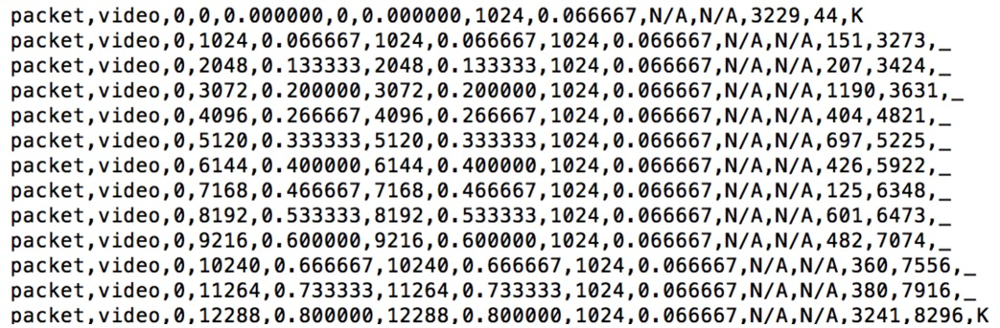 packet,video,0,0,0.000000,0,0.000000,1024,0.066667,N/A,N/A,3229,44,K
packet,video,0,1024,0.066667,1024,0.066667,1024,0.066667,N/A,N/A,151,3273,_
packet,video,0,2048,0.133333,2048,0.133333,1024,0.066667,N/A,N/A,207,3424,_
packet,video,0,3072,0.200000,3072,0.200000,1024,0.066667,N/A,N/A,1190,3631,_
packet,video,0,4096,0.266667,4096,0.266667,1024,0.066667,N/A,N/A,404,4821,_
packet,video,0,5120,0.333333,5120,0.333333,1024,0.066667,N/A,N/A,697,5225,_
packet,video,0,6144,0.400000,6144,0.400000,1024,0.066667,N/A,N/A,426,5922,_
packet,video,0,7168,0.466667,7168,0.466667,1024,0.066667,N/A,N/A,125,6348,_
packet,video,0,8192,0.533333,8192,0.533333,1024,0.066667,N/A,N/A,601,6473,_
packet,video,0,9216,0.600000,9216,0.600000,1024,0.066667,N/A,N/A,482,7074,_
packet,video,0,10240,0.666667,10240,0.666667,1024,0.066667,N/A,N/A,360,7556,_
packet,video,0,11264,0.733333,11264,0.733333,1024,0.066667,N/A,N/A,380,7916,_
packet,video,0,12288,0.800000,12288,0.800000,1024,0.066667,N/A,N/A,3241,8296,K